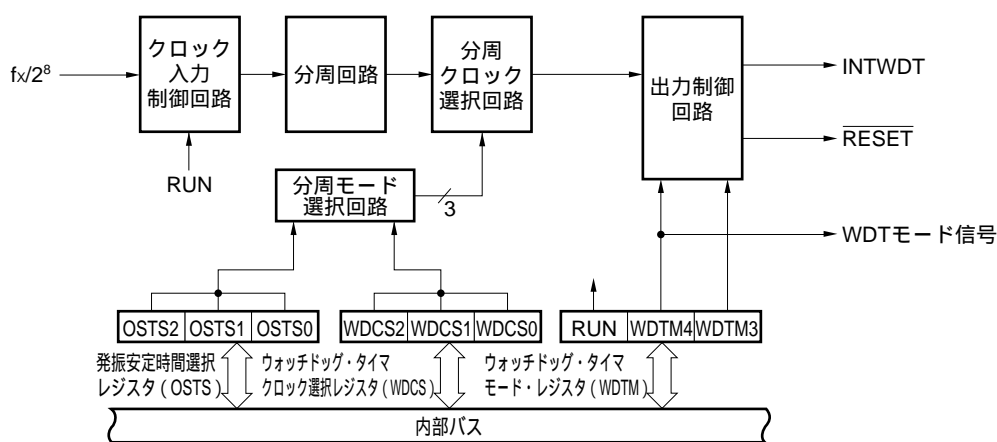 fx/2⁸
クロック
入力
制御回路
分周回路
分周
クロック
選択回路
出力制御
回路
INTWDT
RESET
RUN
分周モード
選択回路
3
WDTモード信号
OSTS2 OSTS1 OSTS0
WDCS2 WDCS1 WDCS0
RUN WDTM4 WDTM3
発振安定時間選択
レジスタ(OSTS)
ウォッチドッグ・タイマ
クロック選択レジスタ(WDCS)
ウォッチドッグ・タイマ
モード・レジスタ(WDTM)
内部バス